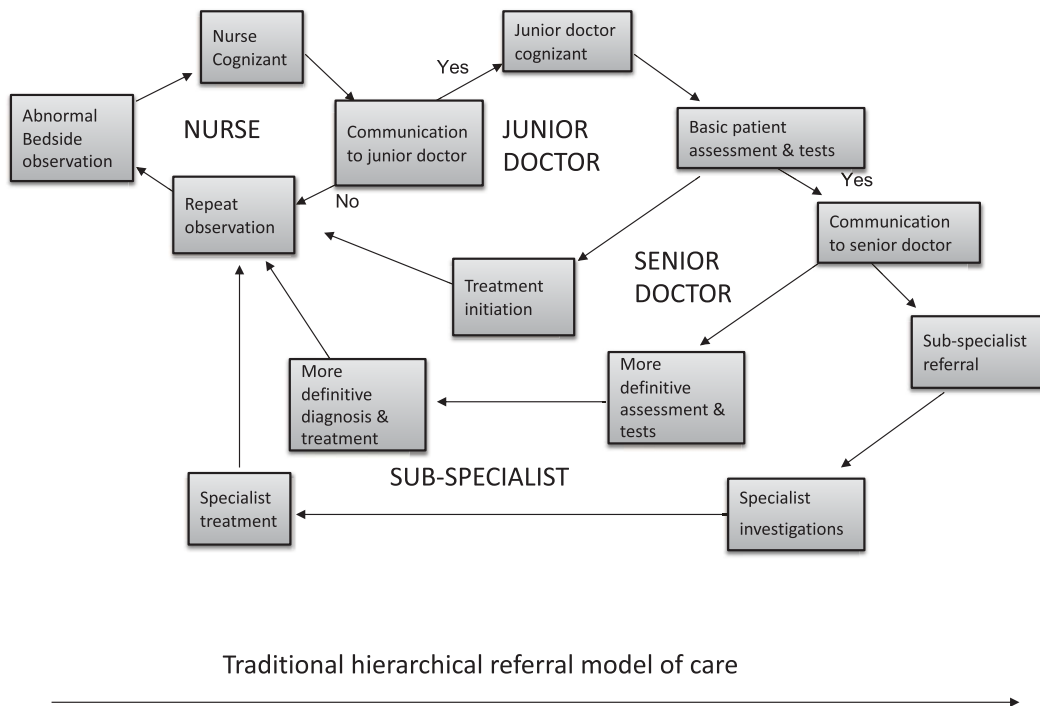 Nurse
Cognizant
Junior doctor
cognizant
Yes
Abnormal
Bedside
observation
NURSE
Communication
to junior doctor
JUNIOR
DOCTOR
Basic patient
assessment & tests
No
Yes
Repeat
observation
Communication
to senior doctor
SENIOR
DOCTOR
Treatment
initiation
Sub-specialist
referral
More
definitive
diagnosis &
treatment
More
definitive
assessment &
tests
SUB-SPECIALIST
Specialist
treatment
Specialist
investigations
Traditional hierarchical referral model of care